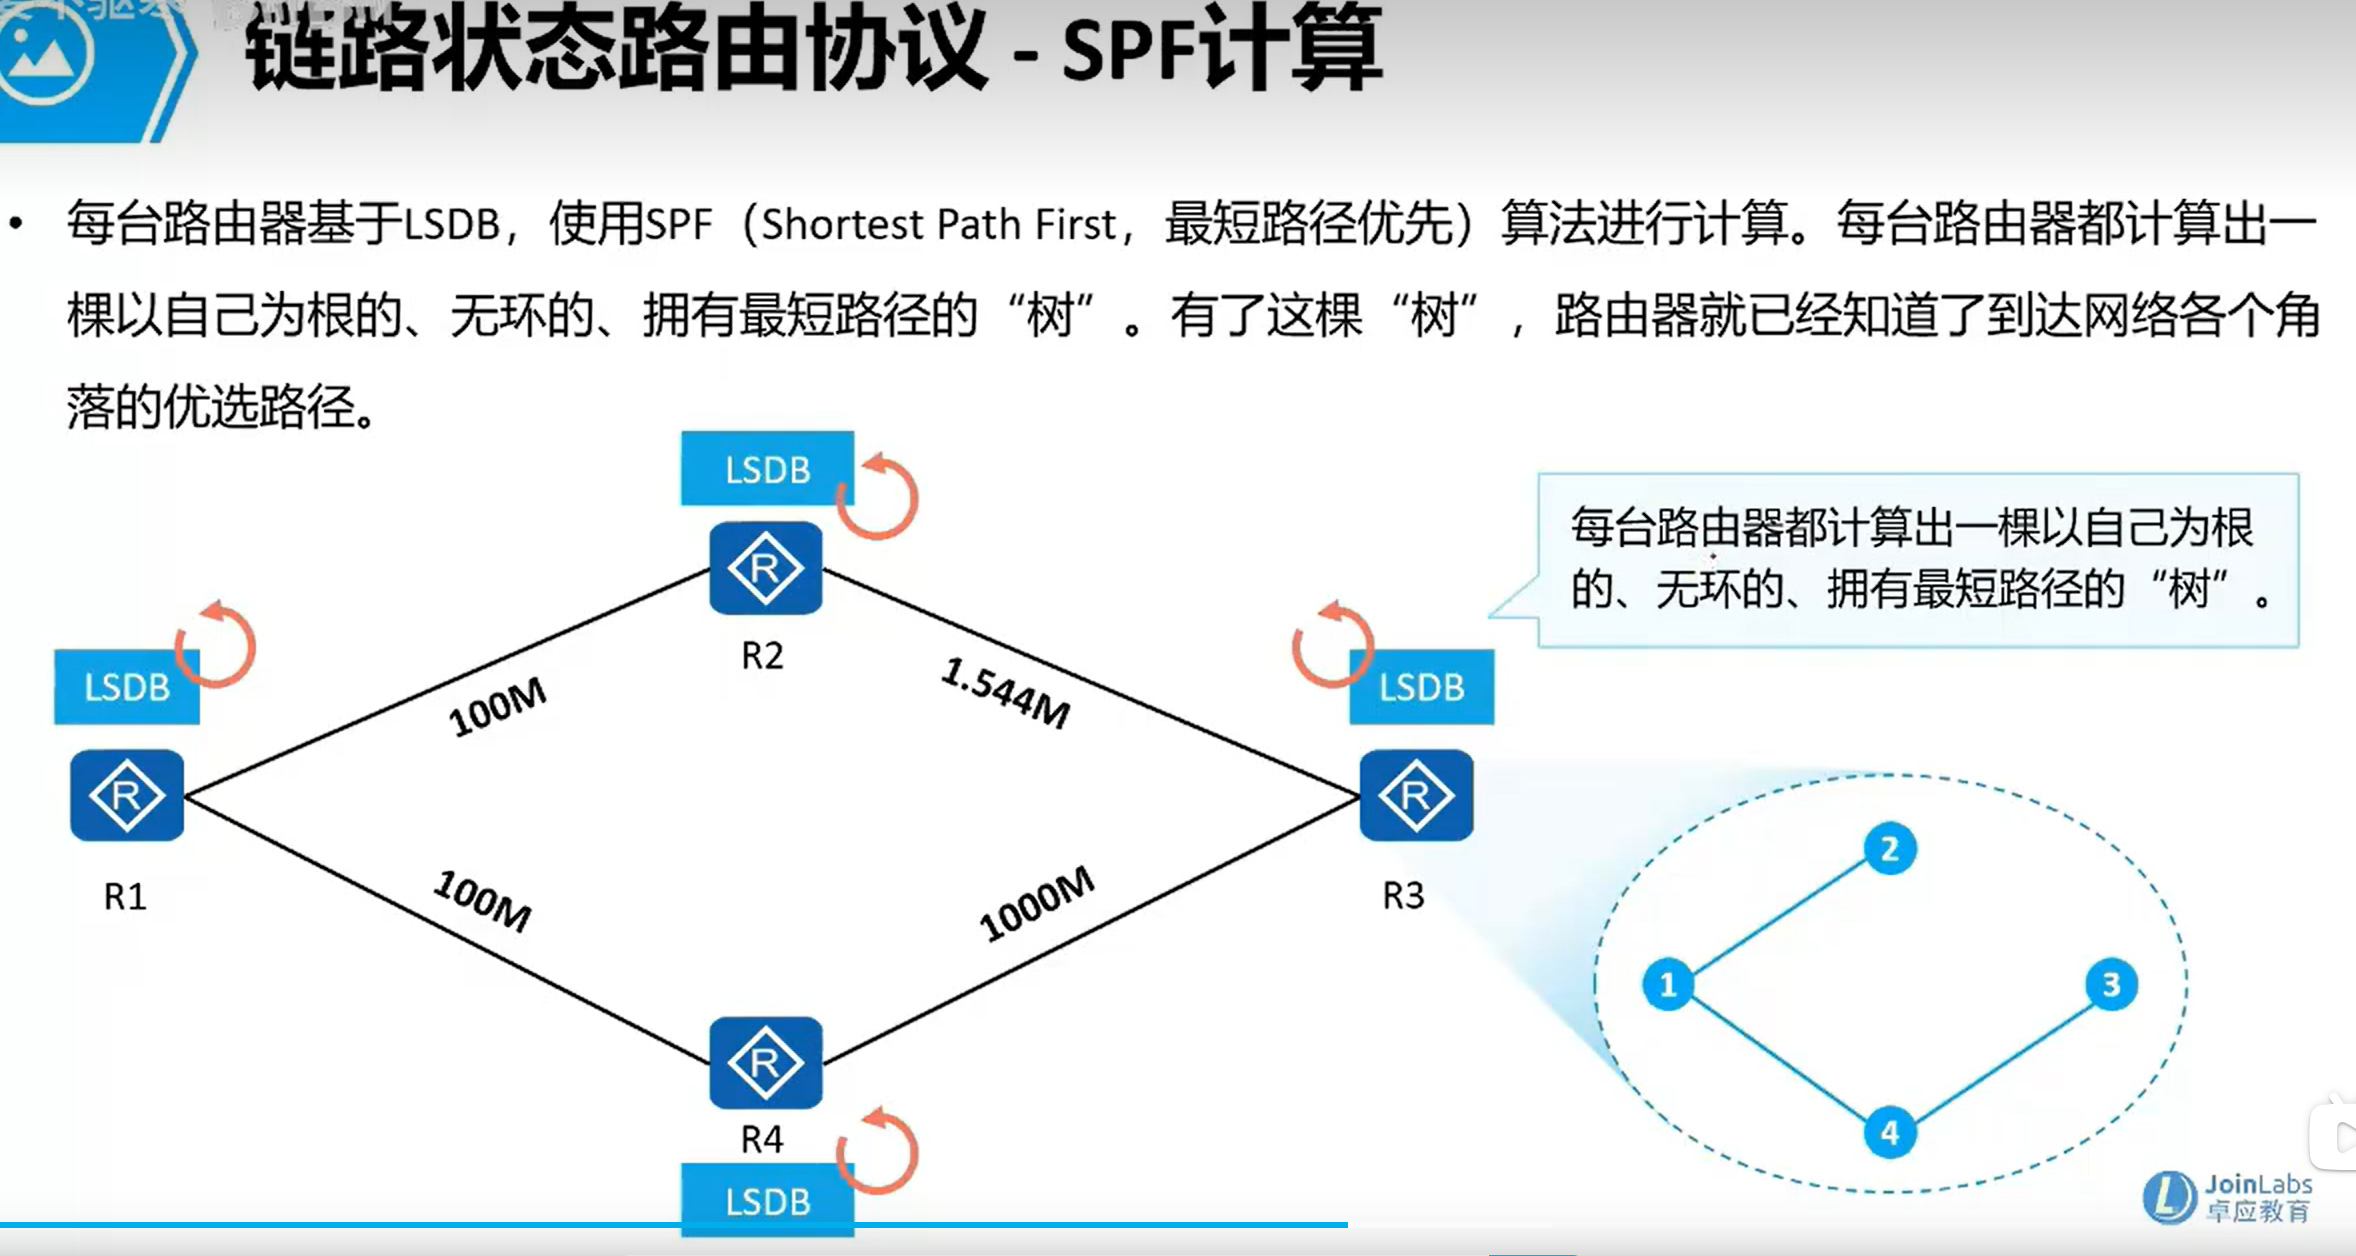 链路状态路由协议 - SPF计算
• 每台路由器基于LSDB，使用SPF（Shortest Path First，最短路径优先）算法进行计算。每台路由器都计算出一
棵以自己为根的、无环的、拥有最短路径的“树”。有了这棵“树”，路由器就已经知道了到达网络各个角
落的优选路径。
LSDB
R
R2
每台路由器都计算出一棵以自己为根
的、无环的、拥有最短路径的“树”。
LSDB
R
R1
100M
1.544M
LSDB
R
R3
100M
1000M
R
R4
LSDB
2
1
3
4
JoinLabs
卓应教育